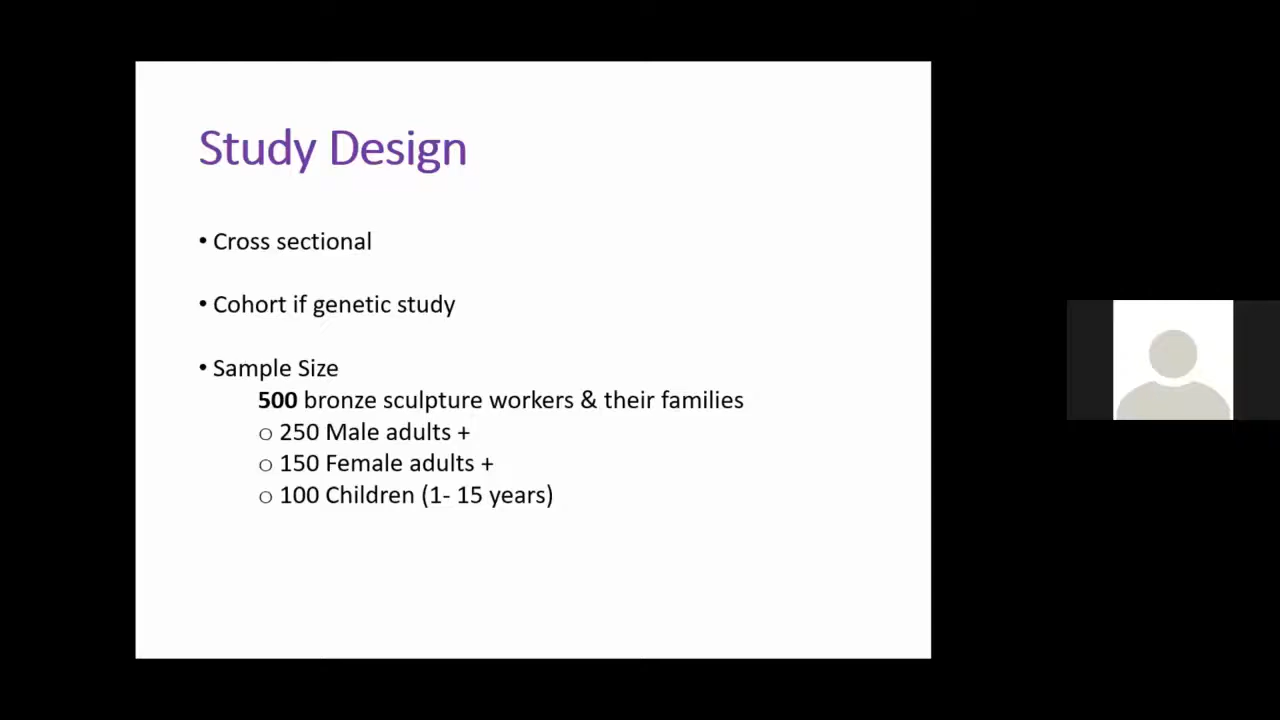 Study Design
• Cross sectional
• Cohort if genetic study
• Sample Size
500 bronze sculpture workers & their families
o 250 Male adults +
o 150 Female adults +
o 100 Children (1- 15 years)